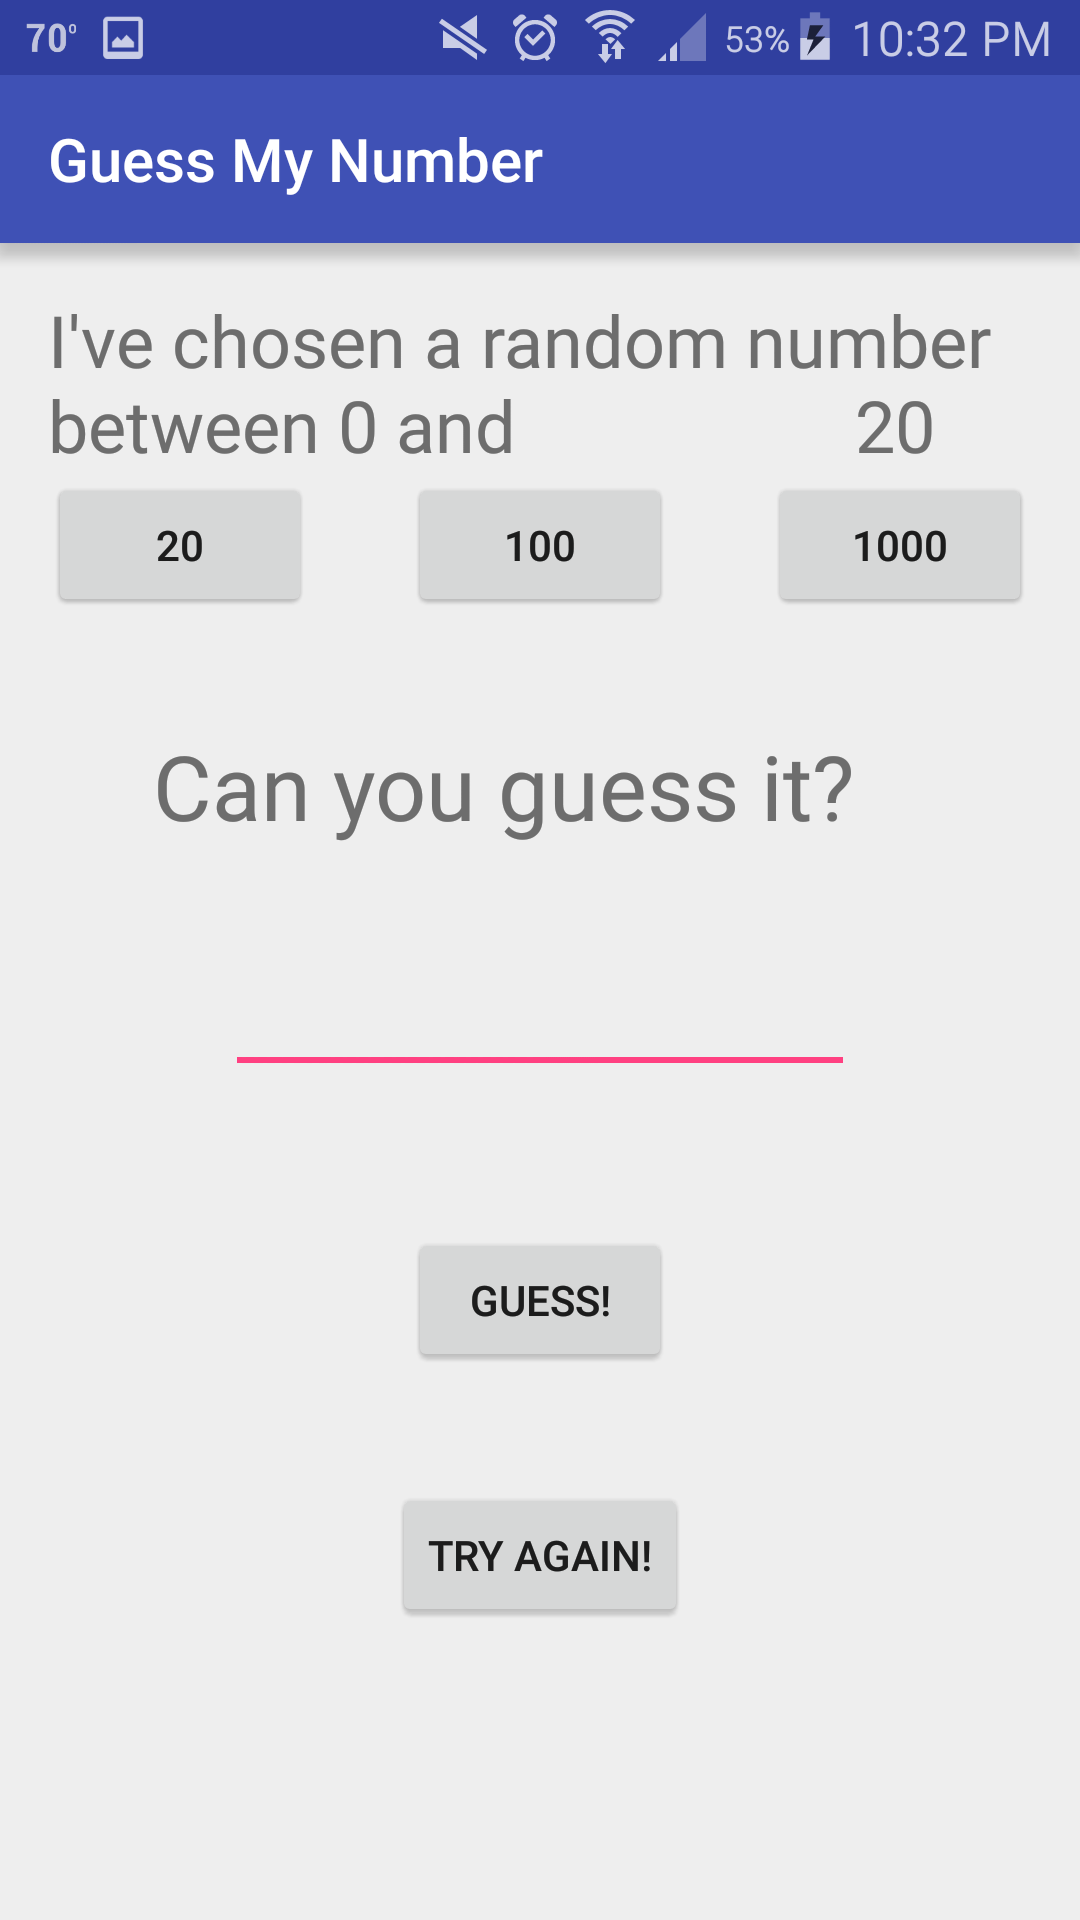 70° 53% 10:32 PM
Guess My Number
I've chosen a random number
between 0 and 20
20 100 1000
Can you guess it?
GUESS!
TRY AGAIN!